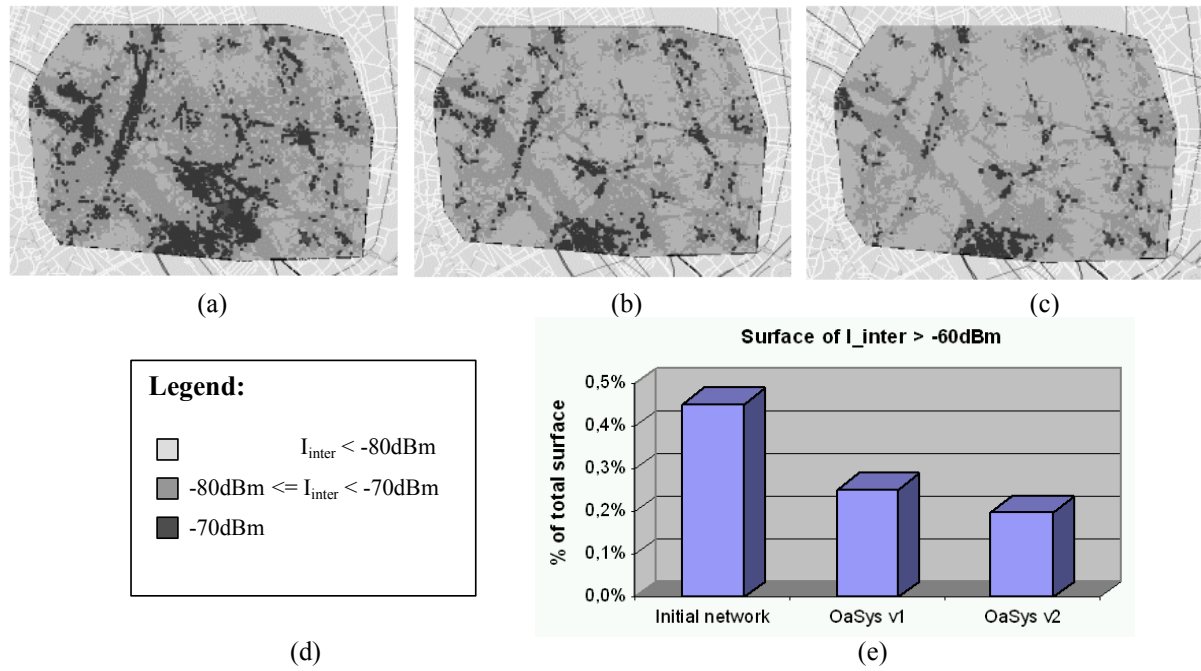 (a)
(b)
(c)
Legend:
I_inter < -80dBm
-80dBm <= I_inter < -70dBm
-70dBm
(d)
Surface of I_inter > -60dBm
% of total surface
0,5%
0,4%
0,3%
0,2%
0,1%
0,0%
Initial network
OaSys v1
OaSys v2
(e)